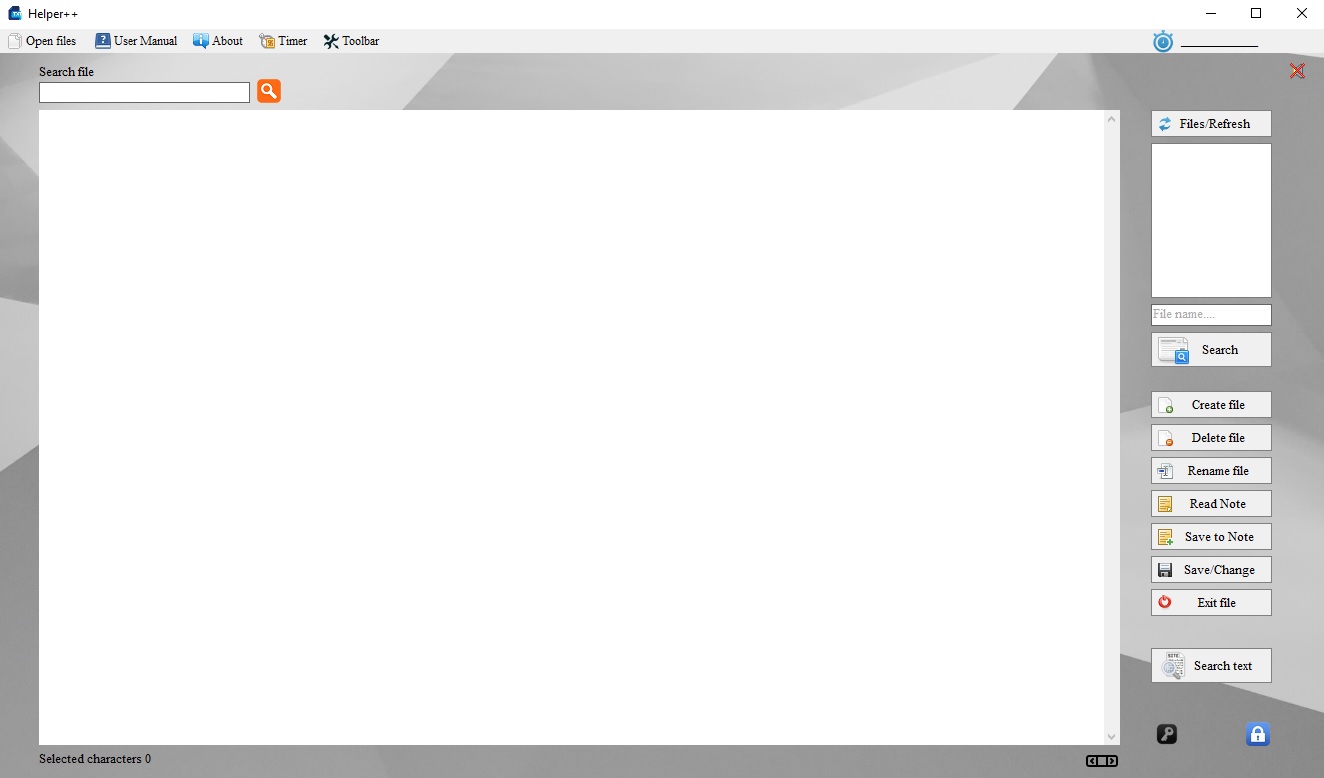 Helper++
Open files User Manual About Timer Toolbar
Search file
Files/Refresh
File name....
Search
Create file
Delete file
Rename file
Read Note
Save to Note
Save/Change
Exit file
Search text
Selected characters 0